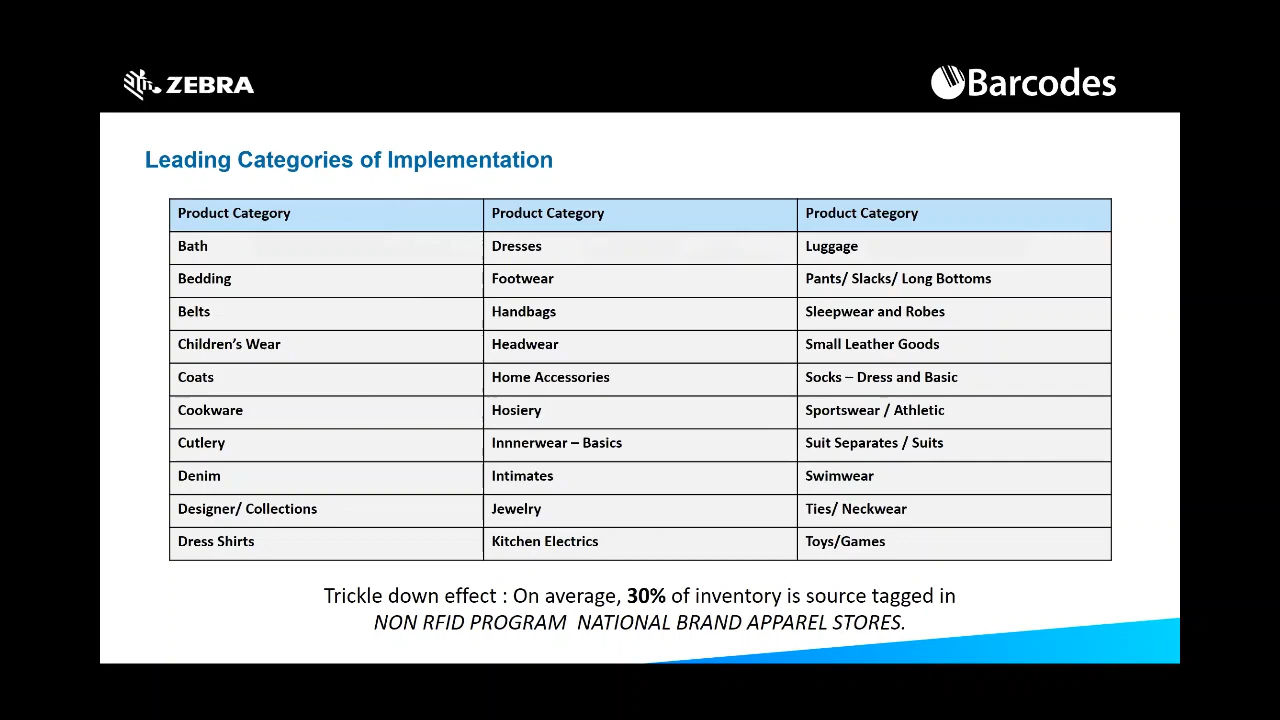 ZEBRA
Barcodes
Leading Categories of Implementation
Product Category Product Category Product Category
Bath Dresses Luggage
Bedding Footwear Pants/ Slacks/ Long Bottoms
Belts Handbags Sleepwear and Robes
Children’s Wear Headwear Small Leather Goods
Coats Home Accessories Socks – Dress and Basic
Cookware Hosiery Sportswear / Athletic
Cutlery Innnerwear – Basics Suit Separates / Suits
Denim Intimates Swimwear
Designer/ Collections Jewelry Ties/ Neckwear
Dress Shirts Kitchen Electrics Toys/Games
Trickle down effect : On average, 30% of inventory is source tagged in
NON RFID PROGRAM NATIONAL BRAND APPAREL STORES.